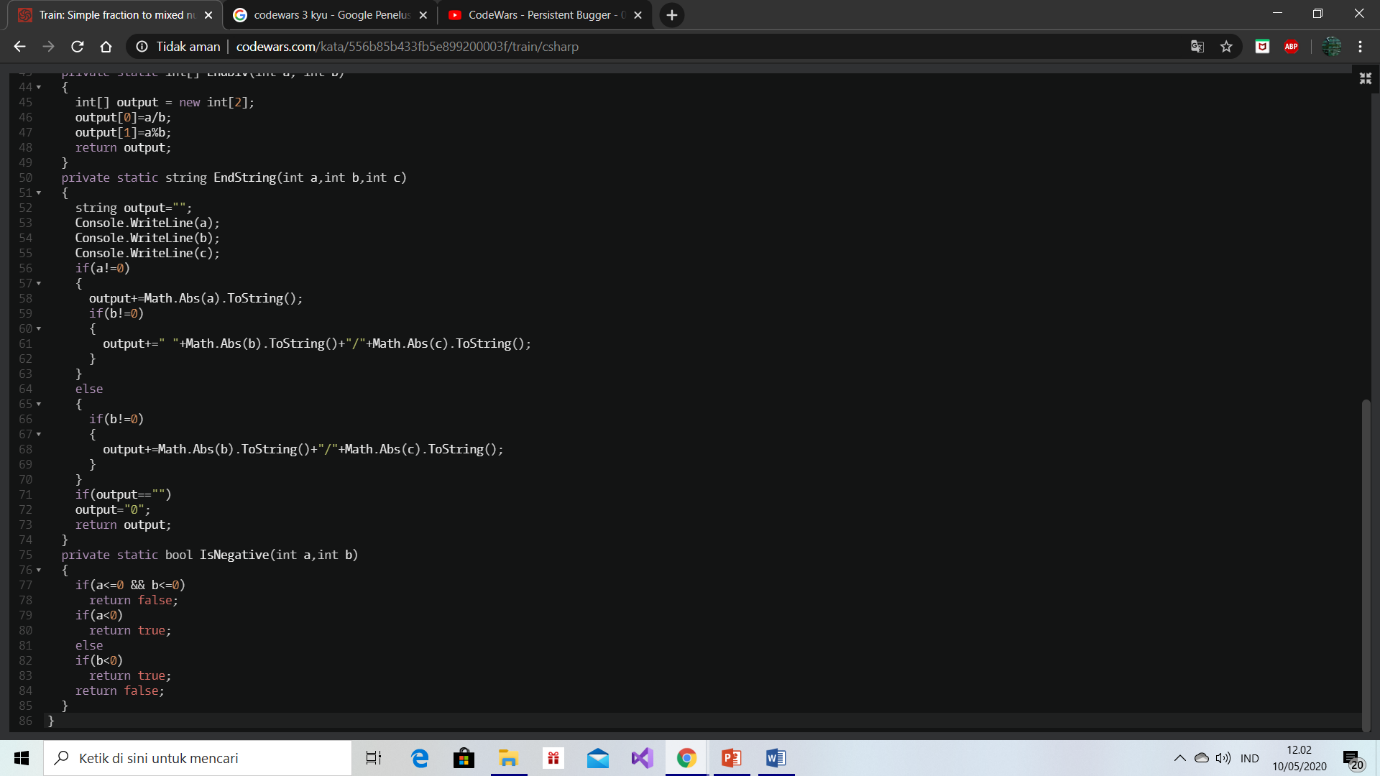 Train: Simple fraction to mixed nu
codewars 3 kyu - Google Penelus
CodeWars - Persistent Bugger -
Tidak aman | codewars.com/kata/556b85b433fb5e899200003f/train/csharp
ABP
43 private static int[] EndDiv(int a, int b)
44 {
45 int[] output = new int[2];
46 output[0]=a/b;
47 output[1]=a%b;
48 return output;
49 }
50 private static string EndString(int a,int b,int c)
51 {
52 string output="";
53 Console.WriteLine(a);
54 Console.WriteLine(b);
55 Console.WriteLine(c);
56 if(a!=0)
57 {
58 output+=Math.Abs(a).ToString();
59 if(b!=0)
60 {
61 output+=" "+Math.Abs(b).ToString()+"/"+Math.Abs(c).ToString();
62 }
63 }
64 else
65 {
66 if(b!=0)
67 {
68 output+=Math.Abs(b).ToString()+"/"+Math.Abs(c).ToString();
69 }
70 }
71 if(output=="")
72 output="0";
73 return output;
74 }
75 private static bool IsNegative(int a,int b)
76 {
77 if(a<=0 && b<=0)
78 return false;
79 if(a<0)
80 return true;
81 else
82 if(b<0)
83 return true;
84 return false;
85 }
86 }
Ketik di sini untuk mencari
IND
12.02
10/05/2020
20